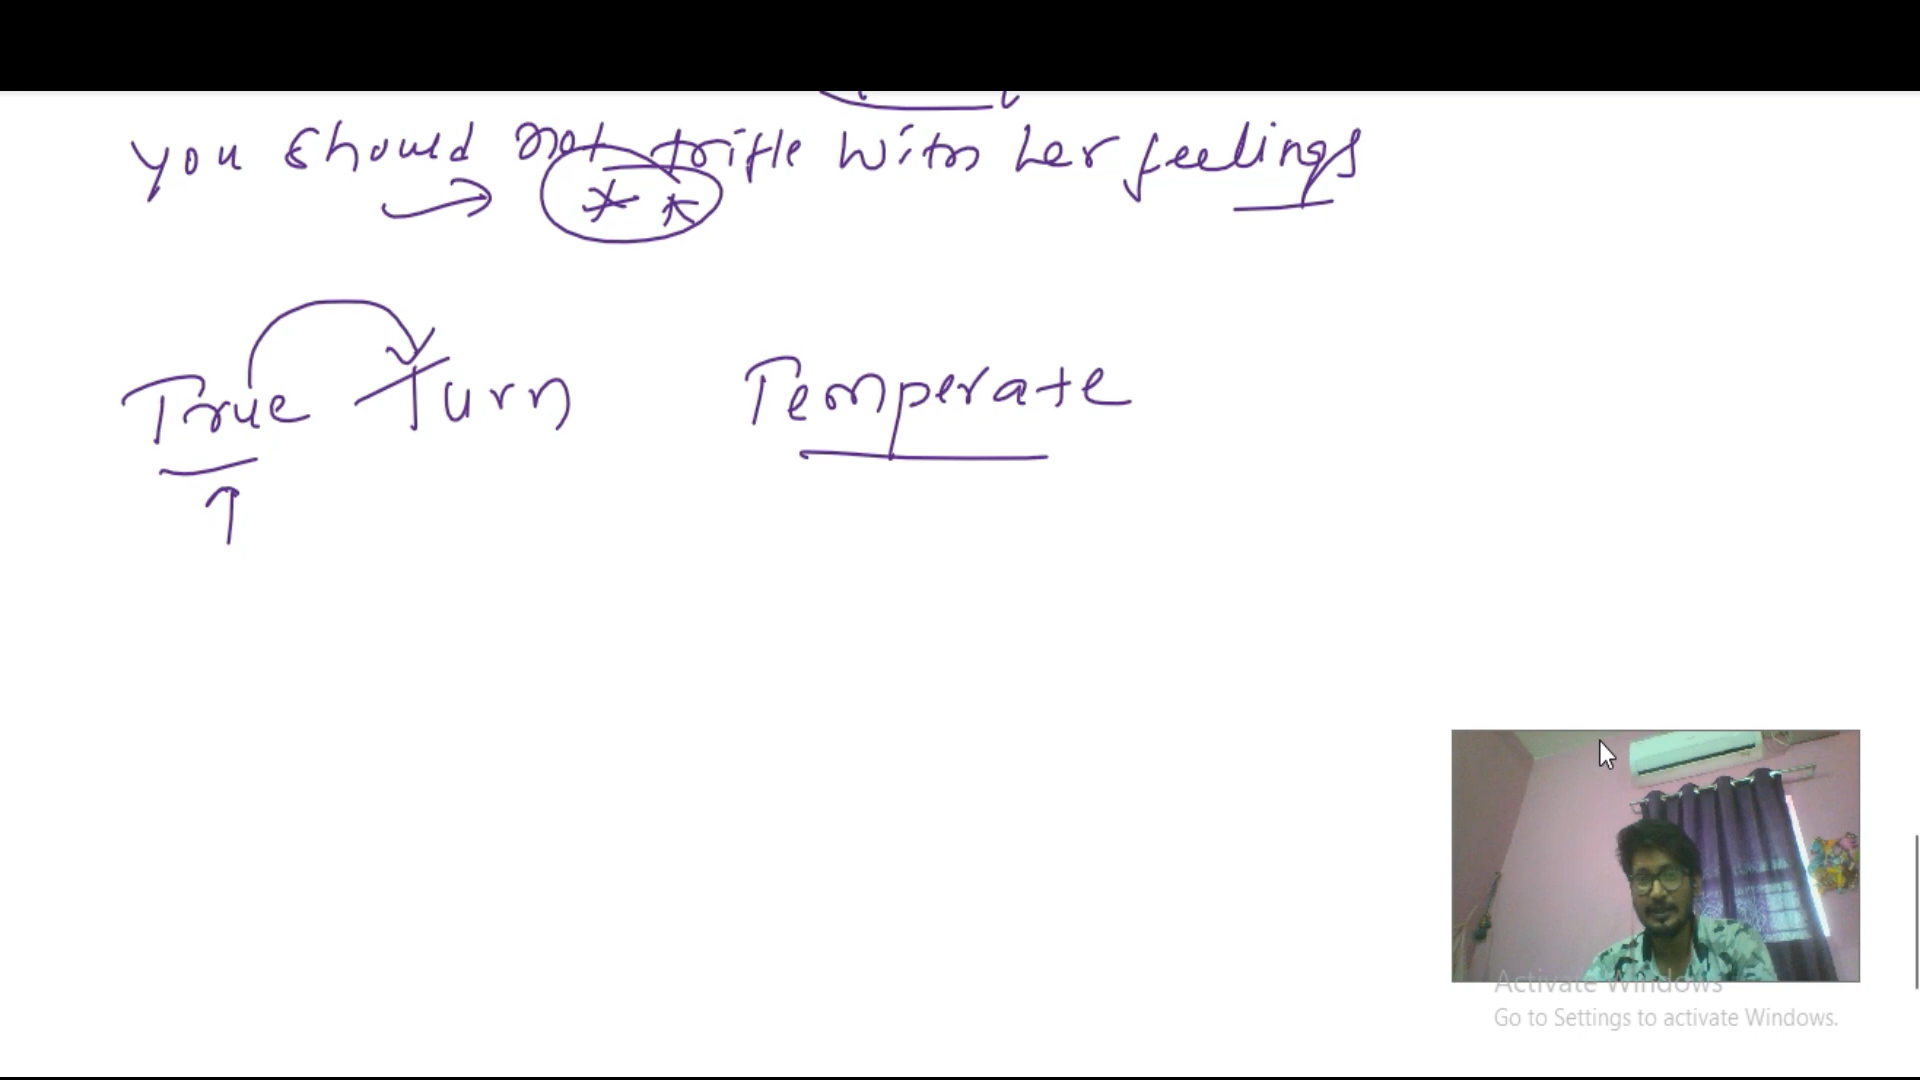 you should not trifle with her feelings
True Turn Temperate
Activate Windows
Go to Settings to activate Windows.